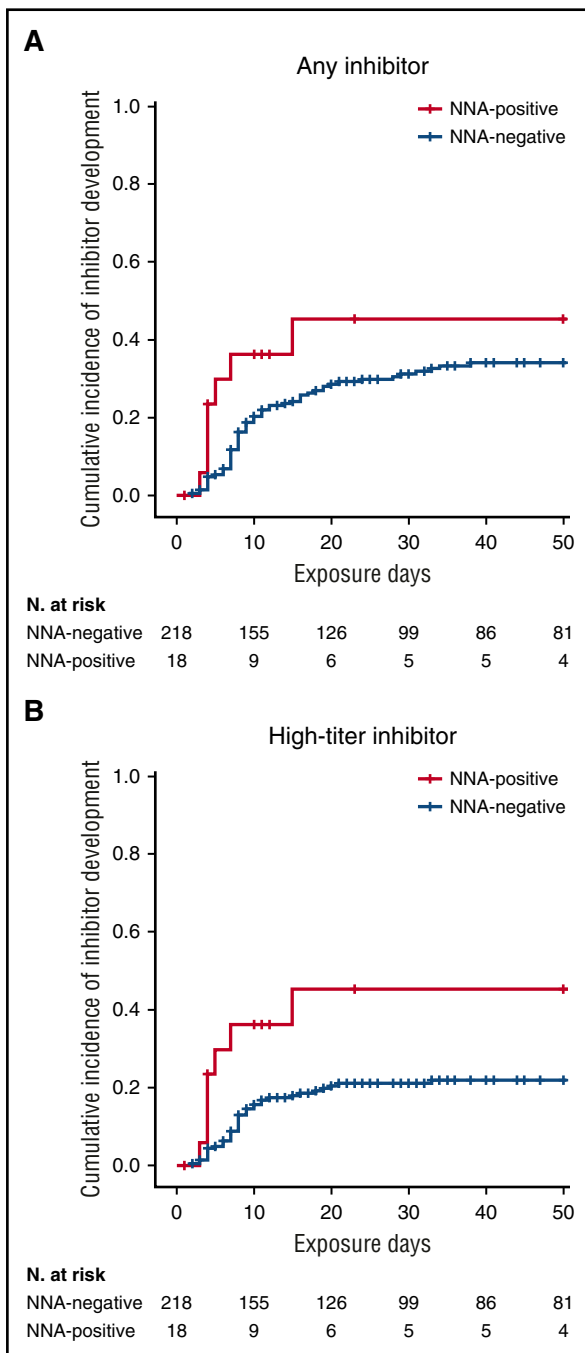 A
Any inhibitor
NNA-positive
NNA-negative
Cumulative incidence of inhibitor development
1.0
0.8
0.6
0.4
0.2
0.0
0 10 20 30 40 50
Exposure days
N. at risk
NNA-negative 218 155 126 99 86 81
NNA-positive 18 9 6 5 5 4
B
High-titer inhibitor
NNA-positive
NNA-negative
Cumulative incidence of inhibitor development
1.0
0.8
0.6
0.4
0.2
0.0
0 10 20 30 40 50
Exposure days
N. at risk
NNA-negative 218 155 126 99 86 81
NNA-positive 18 9 6 5 5 4